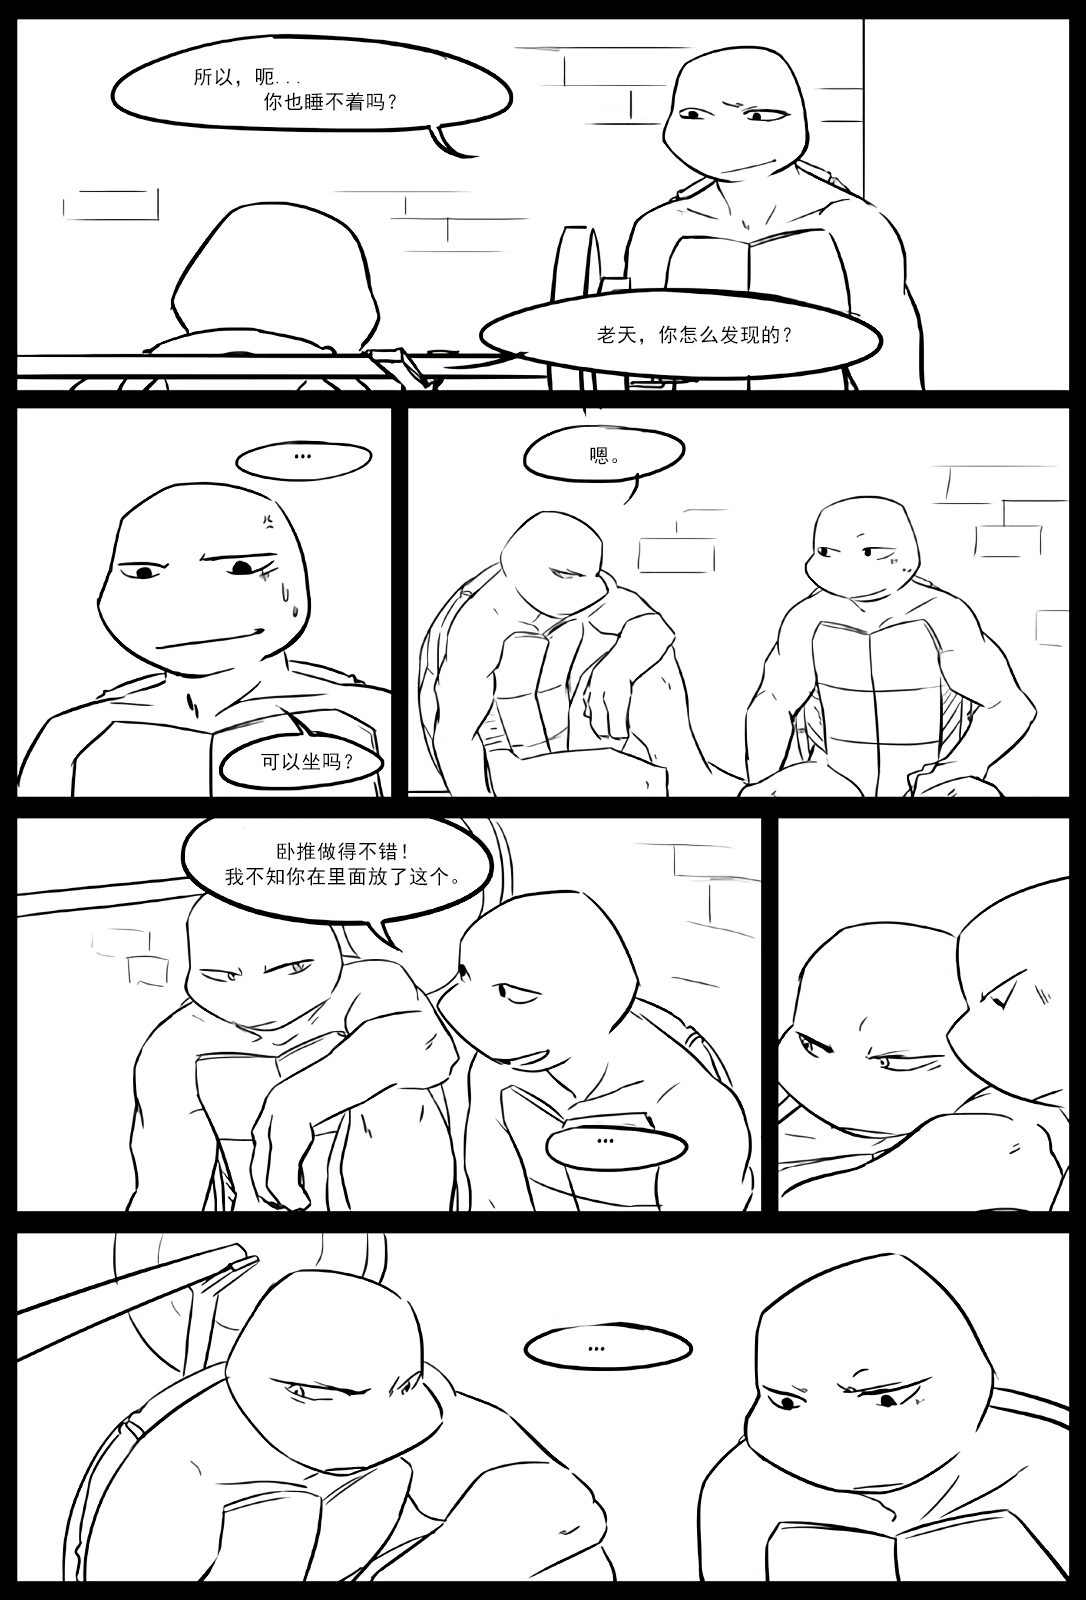 所以，呃...
你也睡不着吗？
老天，你怎么发现的？
...
可以坐吗？
嗯。
卧推做得不错！
我不知你在里面放了这个。
...
...